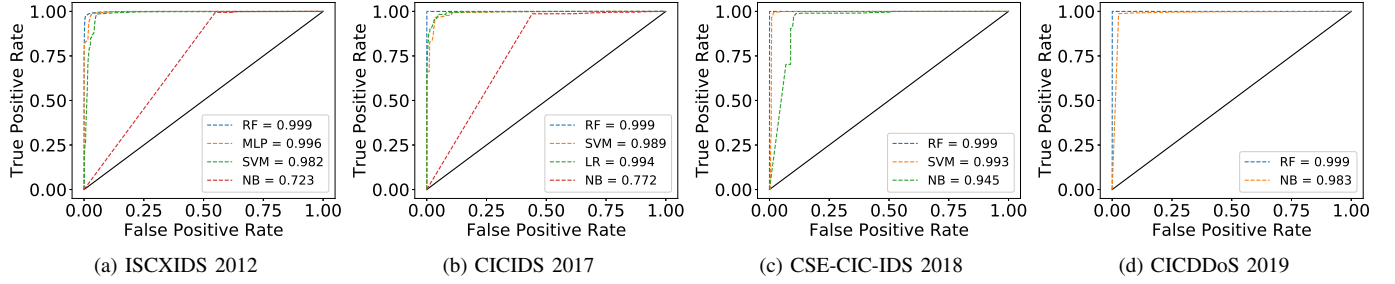 True Positive Rate
1.00
0.75
0.50
0.25
0.00
RF = 0.999
MLP = 0.996
SVM = 0.982
NB = 0.723
0.00 0.25 0.50 0.75 1.00
False Positive Rate
(a) ISCXIDS 2012
True Positive Rate
1.00
0.75
0.50
0.25
0.00
RF = 0.999
SVM = 0.989
LR = 0.994
NB = 0.772
0.00 0.25 0.50 0.75 1.00
False Positive Rate
(b) CICIDS 2017
True Positive Rate
1.00
0.75
0.50
0.25
0.00
RF = 0.999
SVM = 0.993
NB = 0.945
0.00 0.25 0.50 0.75 1.00
False Positive Rate
(c) CSE-CIC-IDS 2018
True Positive Rate
1.00
0.75
0.50
0.25
0.00
RF = 0.999
NB = 0.983
0.00 0.25 0.50 0.75 1.00
False Positive Rate
(d) CICDDoS 2019